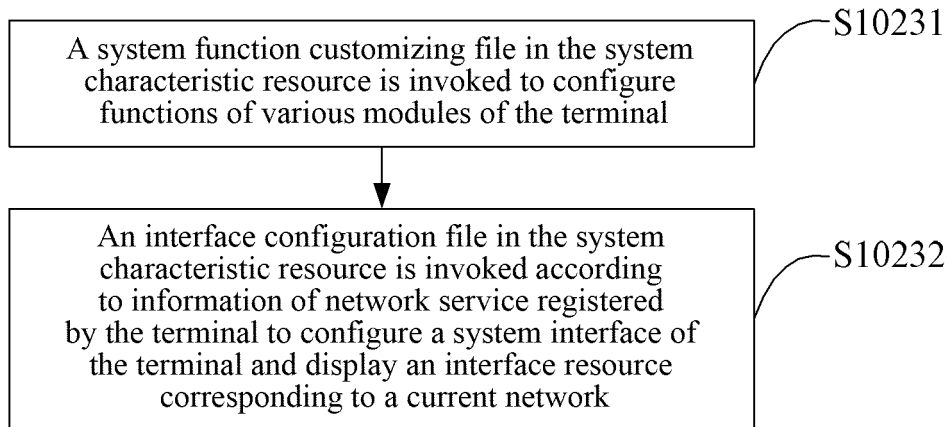 S10231
A system function customizing file in the system
characteristic resource is invoked to configure
functions of various modules of the terminal
S10232
An interface configuration file in the system
characteristic resource is invoked according
to information of network service registered
by the terminal to configure a system interface of
the terminal and display an interface resource
corresponding to a current network